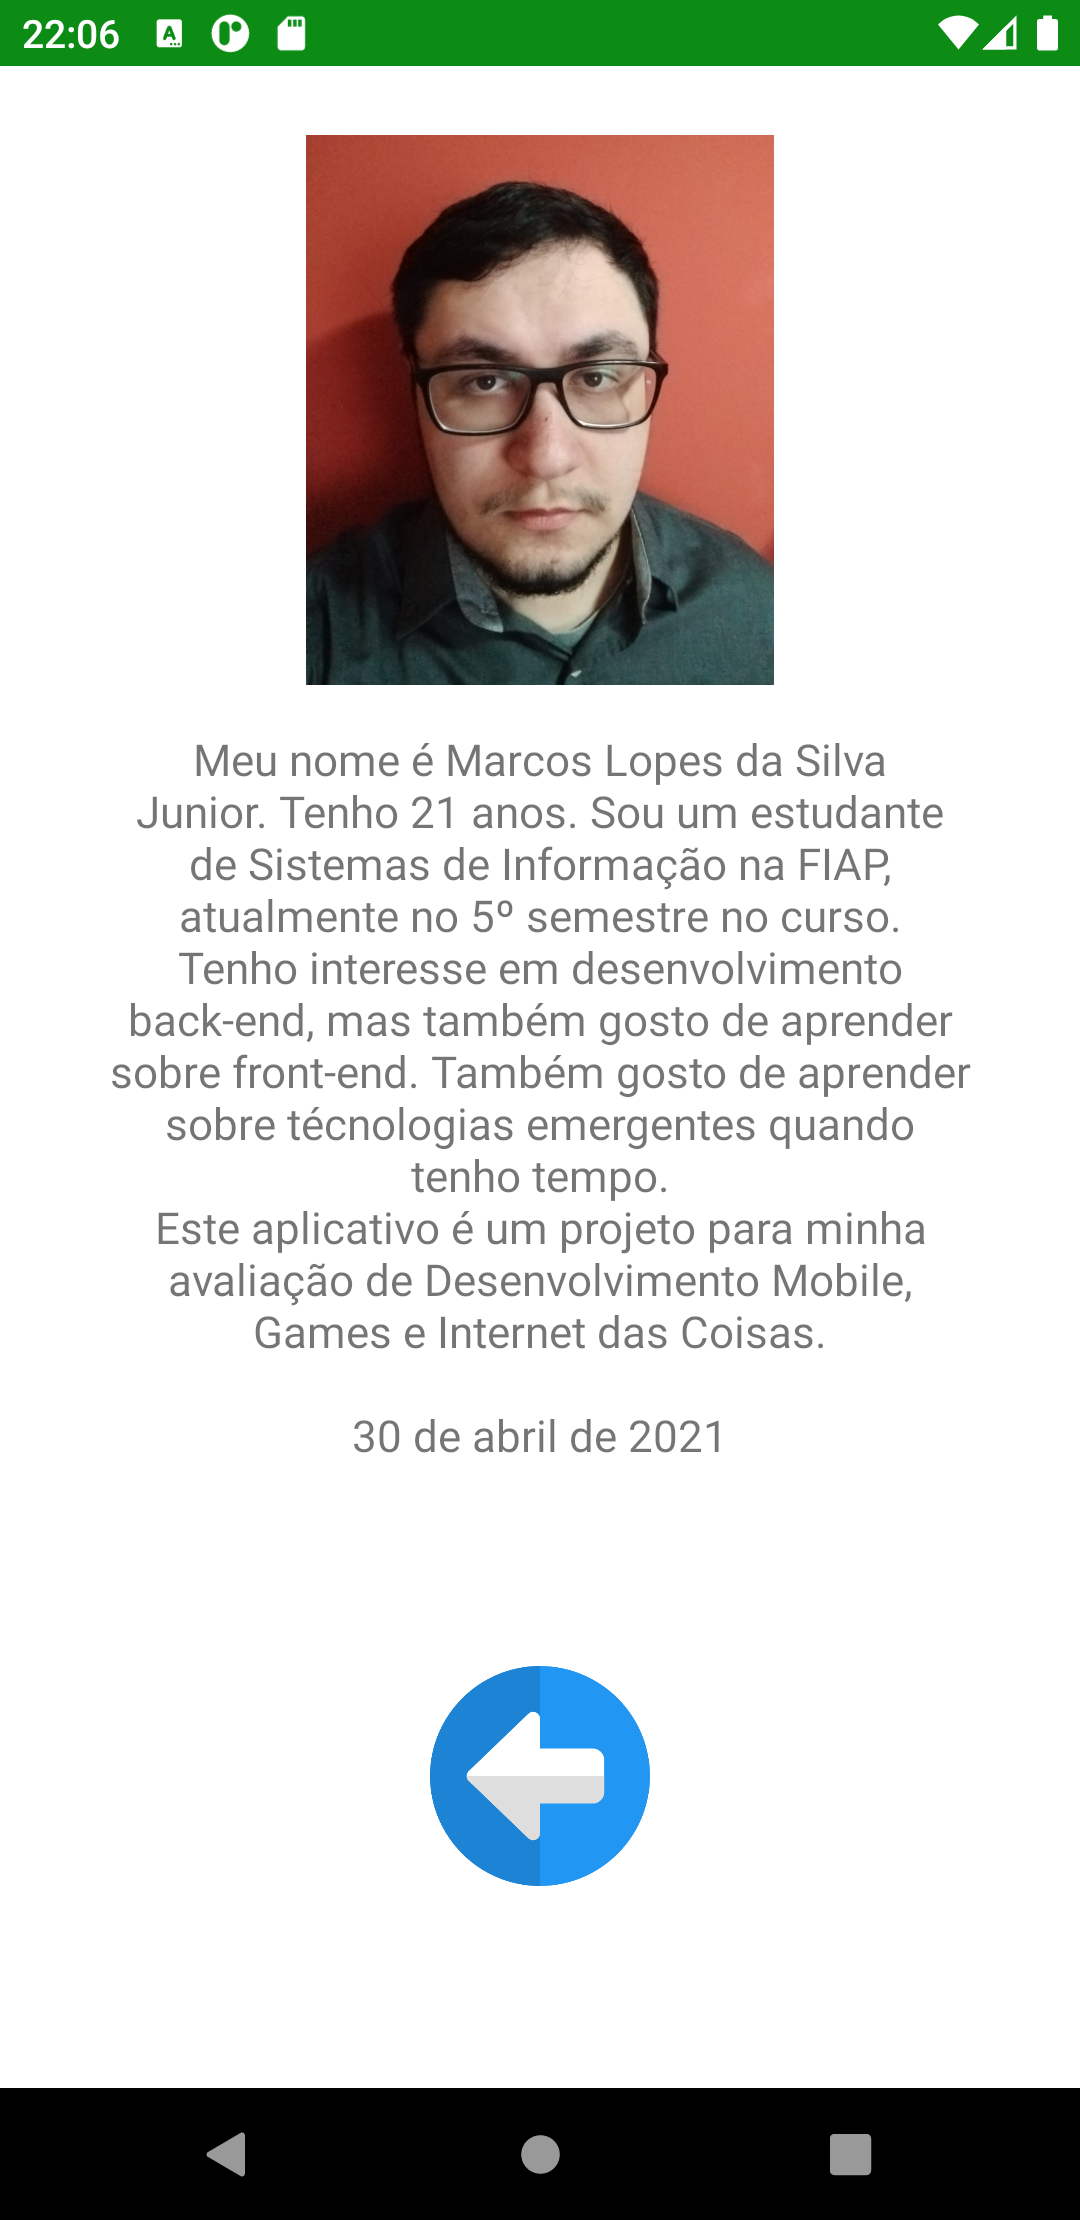 22:06
Meu nome é Marcos Lopes da Silva
Junior. Tenho 21 anos. Sou um estudante
de Sistemas de Informação na FIAP,
atualmente no 5º semestre no curso.
Tenho interesse em desenvolvimento
back-end, mas também gosto de aprender
sobre front-end. Também gosto de aprender
sobre técnologias emergentes quando
tenho tempo.
Este aplicativo é um projeto para minha
avaliação de Desenvolvimento Mobile,
Games e Internet das Coisas.
30 de abril de 2021